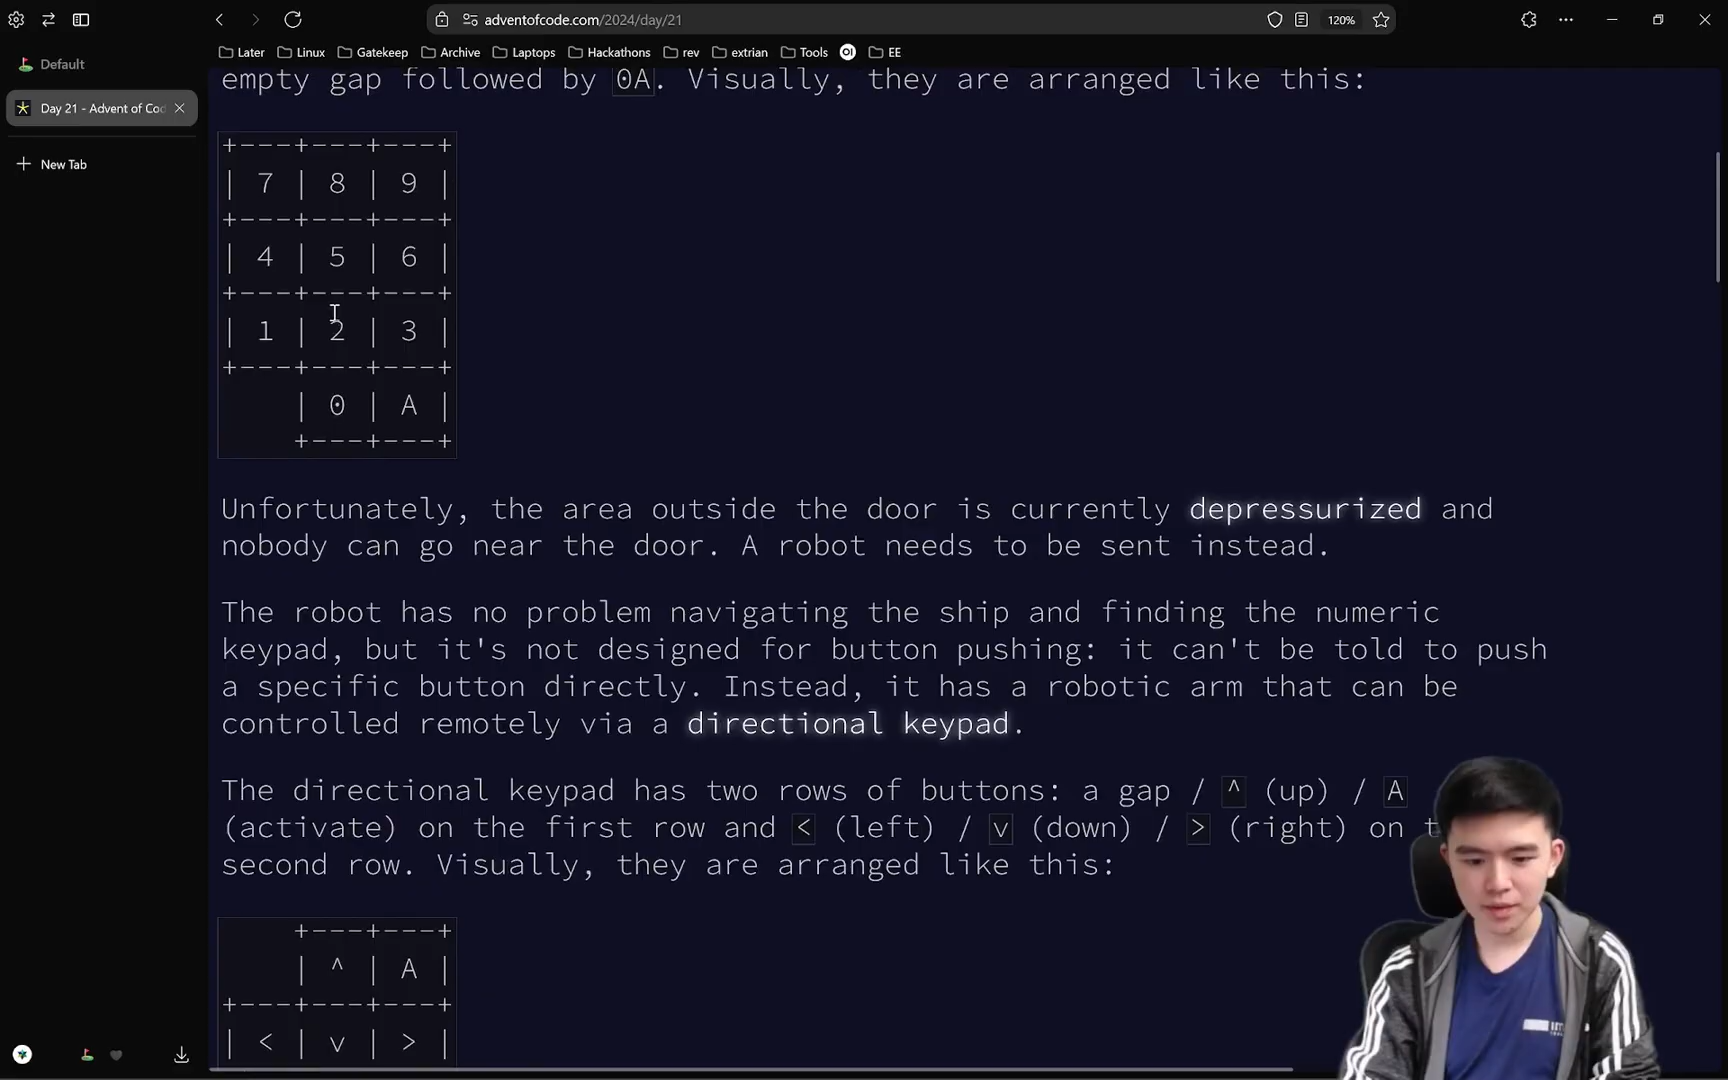 adventofcode.com/2024/day/21
120%
Later
Linux
Gatekeep
Archive
Laptops
Hackathons
rev
extrian
Tools
EE
Default
Day 21 - Advent of Cod
New Tab
empty gap followed by 0A. Visually, they are arranged like this:
+---+---+---+
| 7 | 8 | 9 |
+---+---+---+
| 4 | 5 | 6 |
+---+---+---+
| 1 | 2 | 3 |
+---+---+---+
    | 0 | A |
    +---+---+
Unfortunately, the area outside the door is currently depressurized and
nobody can go near the door. A robot needs to be sent instead.
The robot has no problem navigating the ship and finding the numeric
keypad, but it's not designed for button pushing: it can't be told to push
a specific button directly. Instead, it has a robotic arm that can be
controlled remotely via a directional keypad.
The directional keypad has two rows of buttons: a gap / ^ (up) / A
(activate) on the first row and < (left) / v (down) / > (right) on
second row. Visually, they are arranged like this:
    +---+---+
    | ^ | A |
+---+---+---+
| < | v | > |